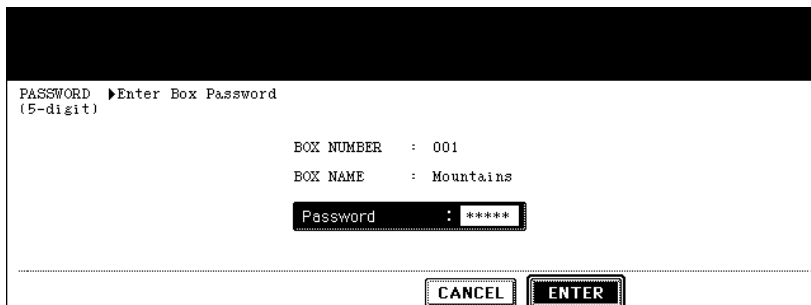 PASSWORD ▶Enter Box Password
(5-digit)
BOX NUMBER : 001
BOX NAME : Mountains
Password : *****
CANCEL ENTER